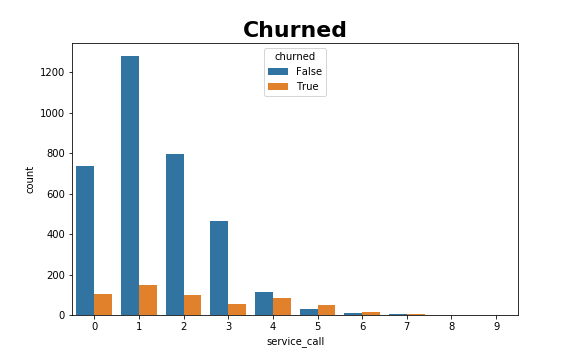 Churned
churned
False
True
1200
1000
800
600
400
200
0
count
0 1 2 3 4 5 6 7 8 9
service_call